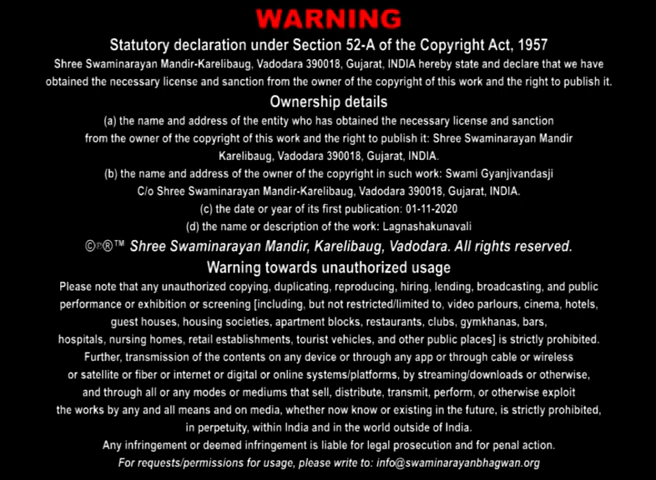 WARNING
Statutory declaration under Section 52-A of the Copyright Act, 1957
Shree Swaminarayan Mandir-Karelibaug, Vadodara 390018, Gujarat, INDIA hereby state and declare that we have
obtained the necessary license and sanction from the owner of the copyright of this work and the right to publish it.
Ownership details
(a) the name and address of the entity who has obtained the necessary license and sanction
from the owner of the copyright of this work and the right to publish it: Shree Swaminarayan Mandir
Karelibaug, Vadodara 390018, Gujarat, INDIA.
(b) the name and address of the owner of the copyright in such work: Swami Gyanjivandasji
C/o Shree Swaminarayan Mandir-Karelibaug, Vadodara 390018, Gujarat, INDIA.
(c) the date or year of its first publication: 01-11-2020
(d) the name or description of the work: Lagnashakunavali
©℗®™ Shree Swaminarayan Mandir, Karelibaug, Vadodara. All rights reserved.
Warning towards unauthorized usage
Please note that any unauthorized copying, duplicating, reproducing, hiring, lending, broadcasting, and public
performance or exhibition or screening [including, but not restricted/limited to, video parlours, cinema, hotels,
guest houses, housing societies, apartment blocks, restaurants, clubs, gymkhanas, bars,
hospitals, nursing homes, retail establishments, tourist vehicles, and other public places] is strictly prohibited.
Further, transmission of the contents on any device or through any app or through cable or wireless
or satellite or fiber or internet or digital or online systems/platforms, by streaming/downloads or otherwise,
and through all or any modes or mediums that sell, distribute, transmit, perform, or otherwise exploit
the works by any and all means and on media, whether now know or existing in the future, is strictly prohibited,
in perpetuity, within India and in the world outside of India.
Any infringement or deemed infringement is liable for legal prosecution and for penal action.
For requests/permissions for usage, please write to: info@swaminarayanbhagwan.org